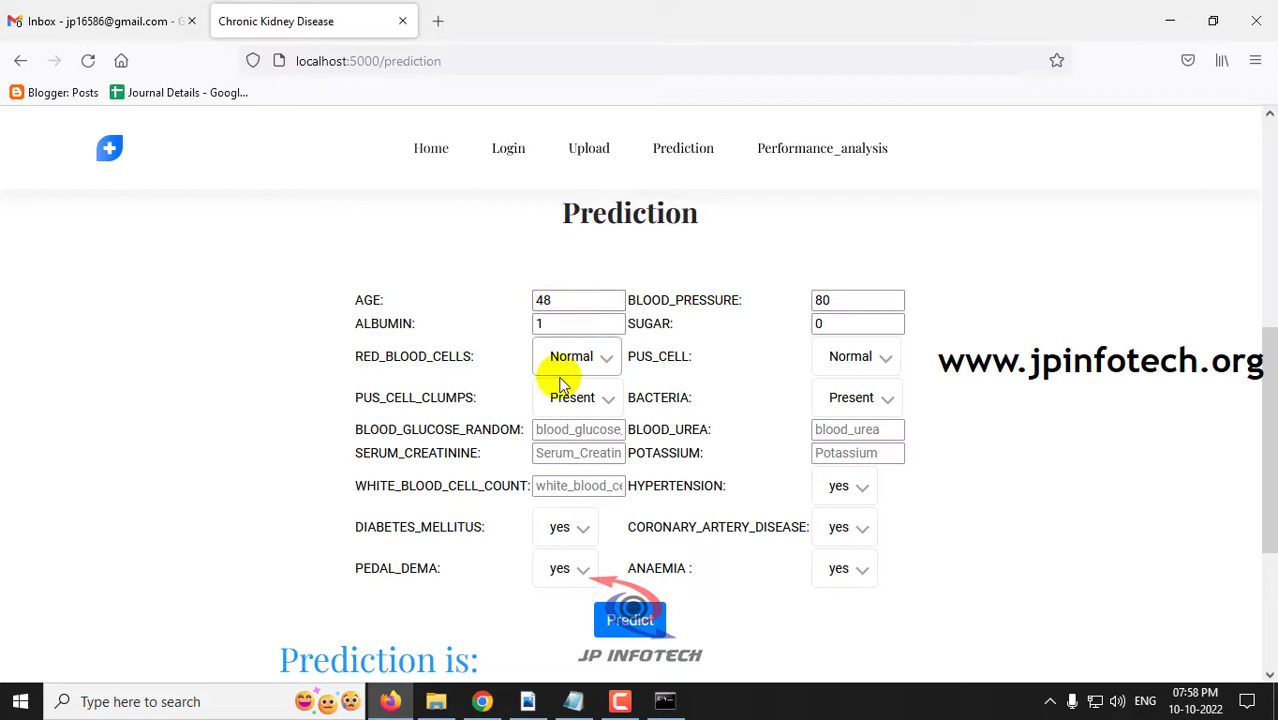 Inbox - jp16586@gmail.com - G
Chronic Kidney Disease
localhost:5000/prediction
Blogger: Posts
Journal Details - Googl...
Home Login Upload Prediction Performance_analysis
Prediction
AGE: 48 BLOOD_PRESSURE: 80
ALBUMIN: 1 SUGAR: 0
RED_BLOOD_CELLS: Normal PUS_CELL: Normal
www.jpinfotech.org
PUS_CELL_CLUMPS: Present BACTERIA: Present
BLOOD_GLUCOSE_RANDOM: blood_glucose_ BLOOD_UREA: blood_urea
SERUM_CREATININE: Serum_Creatin POTASSIUM: Potassium
WHITE_BLOOD_CELL_COUNT: white_blood_ce HYPERTENSION: yes
DIABETES_MELLITUS: yes CORONARY_ARTERY_DISEASE: yes
PEDAL_DEMA: yes ANAEMIA : yes
Predict
JP INFOTECH
Prediction is:
Type here to search
ENG
07:58 PM
10-10-2022